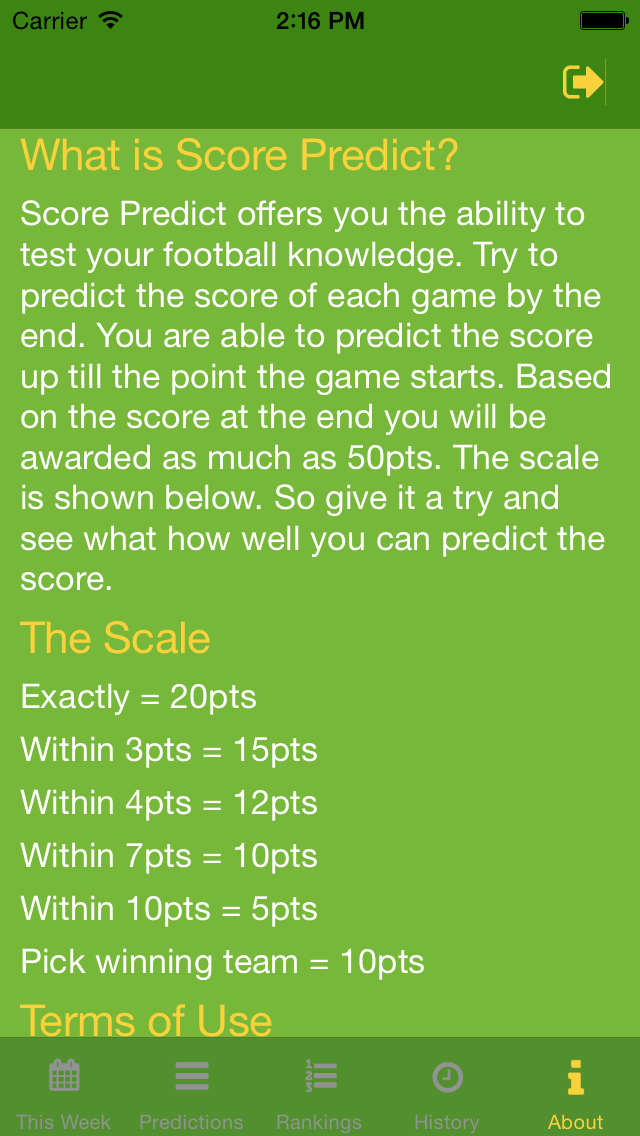 Carrier 2:16 PM
What is Score Predict?
Score Predict offers you the ability to
test your football knowledge. Try to
predict the score of each game by the
end. You are able to predict the score
up till the point the game starts. Based
on the score at the end you will be
awarded as much as 50pts. The scale
is shown below. So give it a try and
see what how well you can predict the
score.
The Scale
Exactly = 20pts
Within 3pts = 15pts
Within 4pts = 12pts
Within 7pts = 10pts
Within 10pts = 5pts
Pick winning team = 10pts
Terms of Use
This Week Predictions Rankings History About